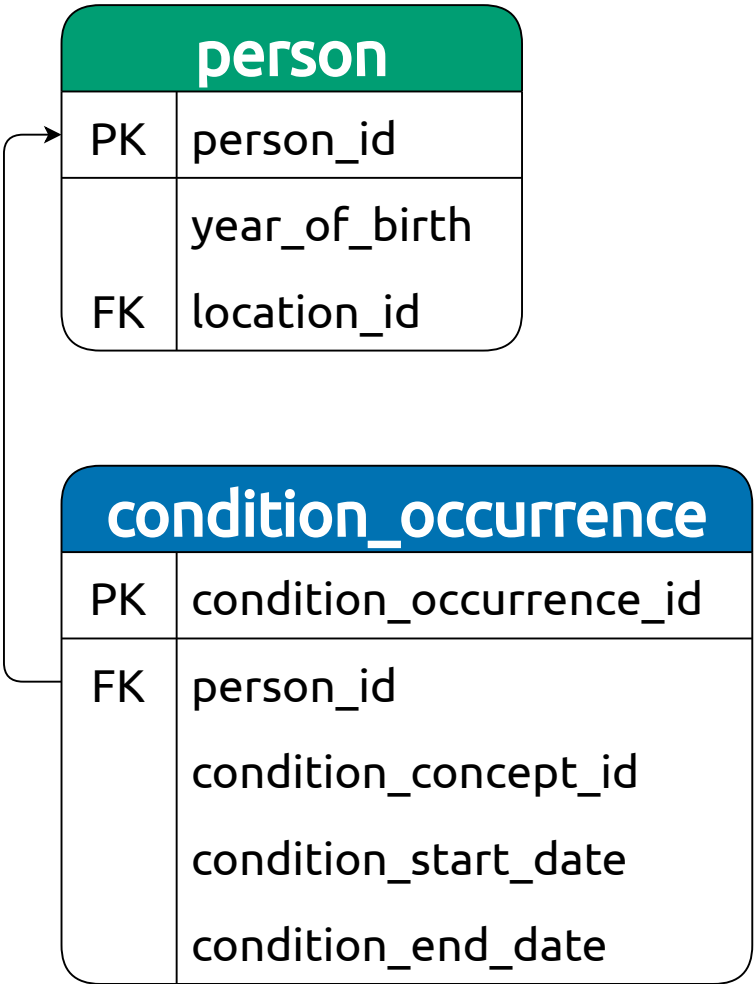 person
PK person_id
year_of_birth
FK location_id
condition_occurrence
PK condition_occurrence_id
FK person_id
condition_concept_id
condition_start_date
condition_end_date